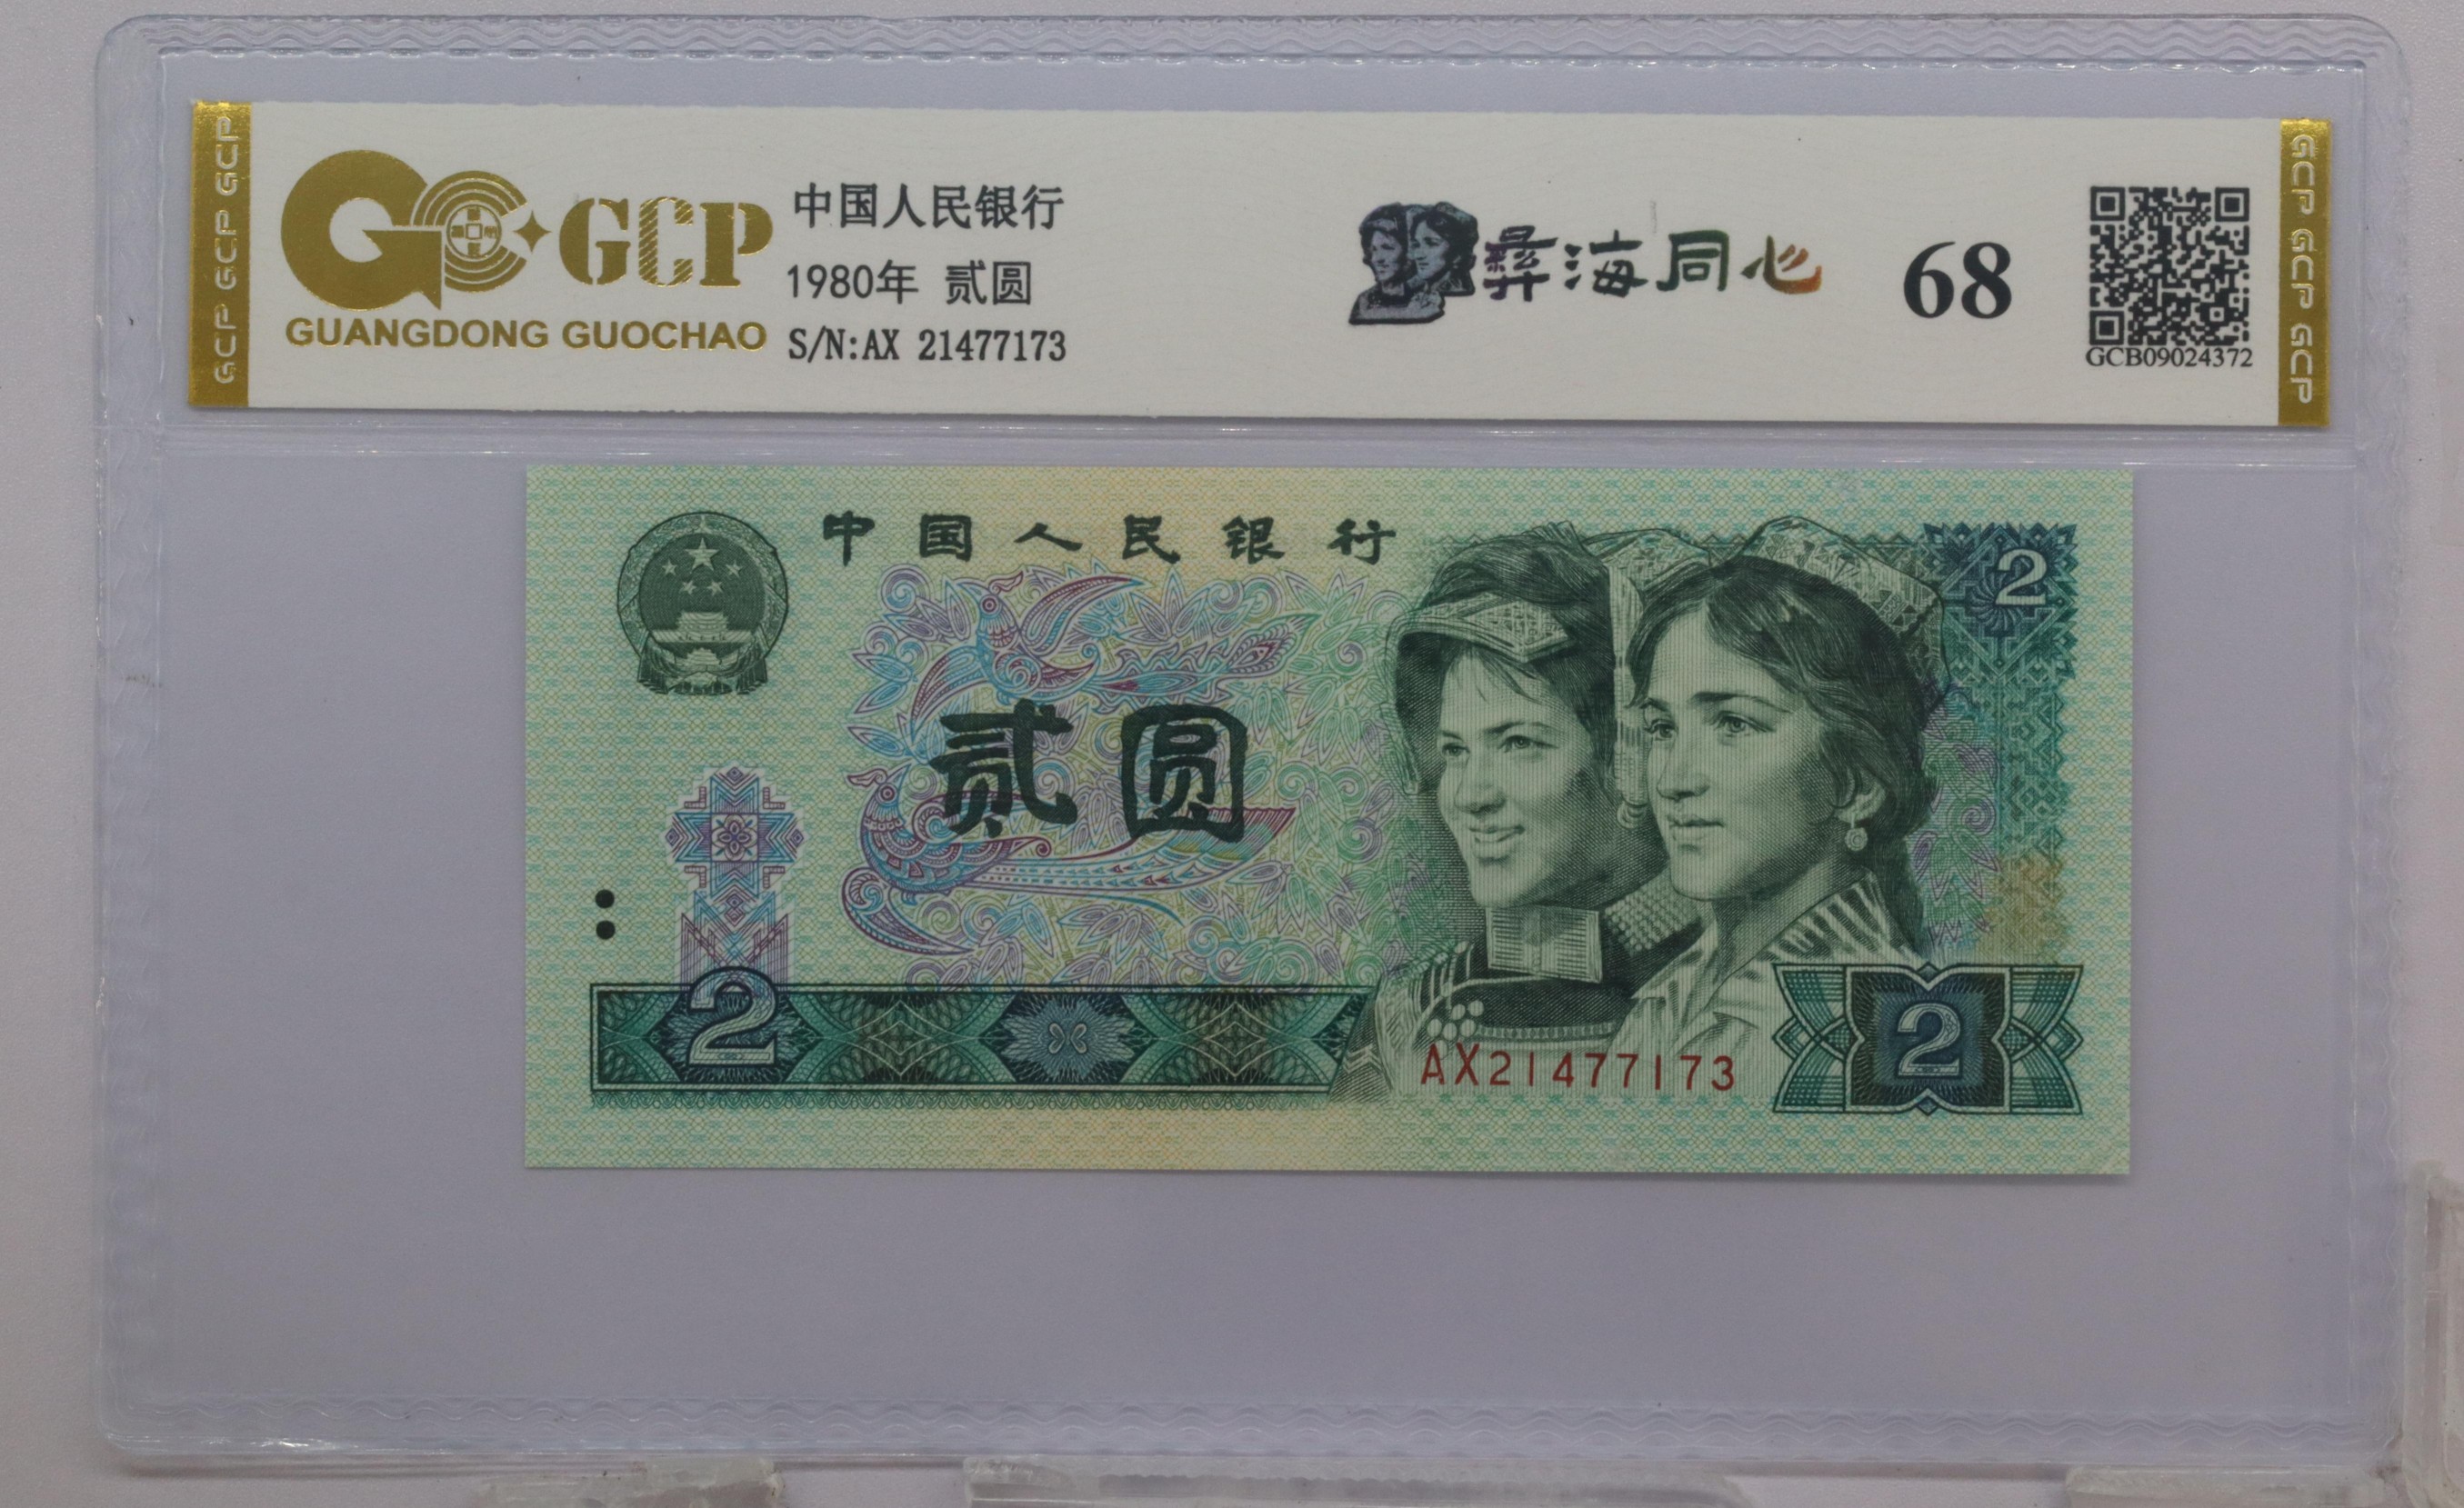 GCP GCP GCP
GCP
GUANGDONG GUOCHAO
中国人民银行
1980年 贰圆
S/N:AX 21477173
彝海同心
68
GCB09024372
GCP GCP GCP
中国人民银行
2
贰圆
2
AX21477173
2